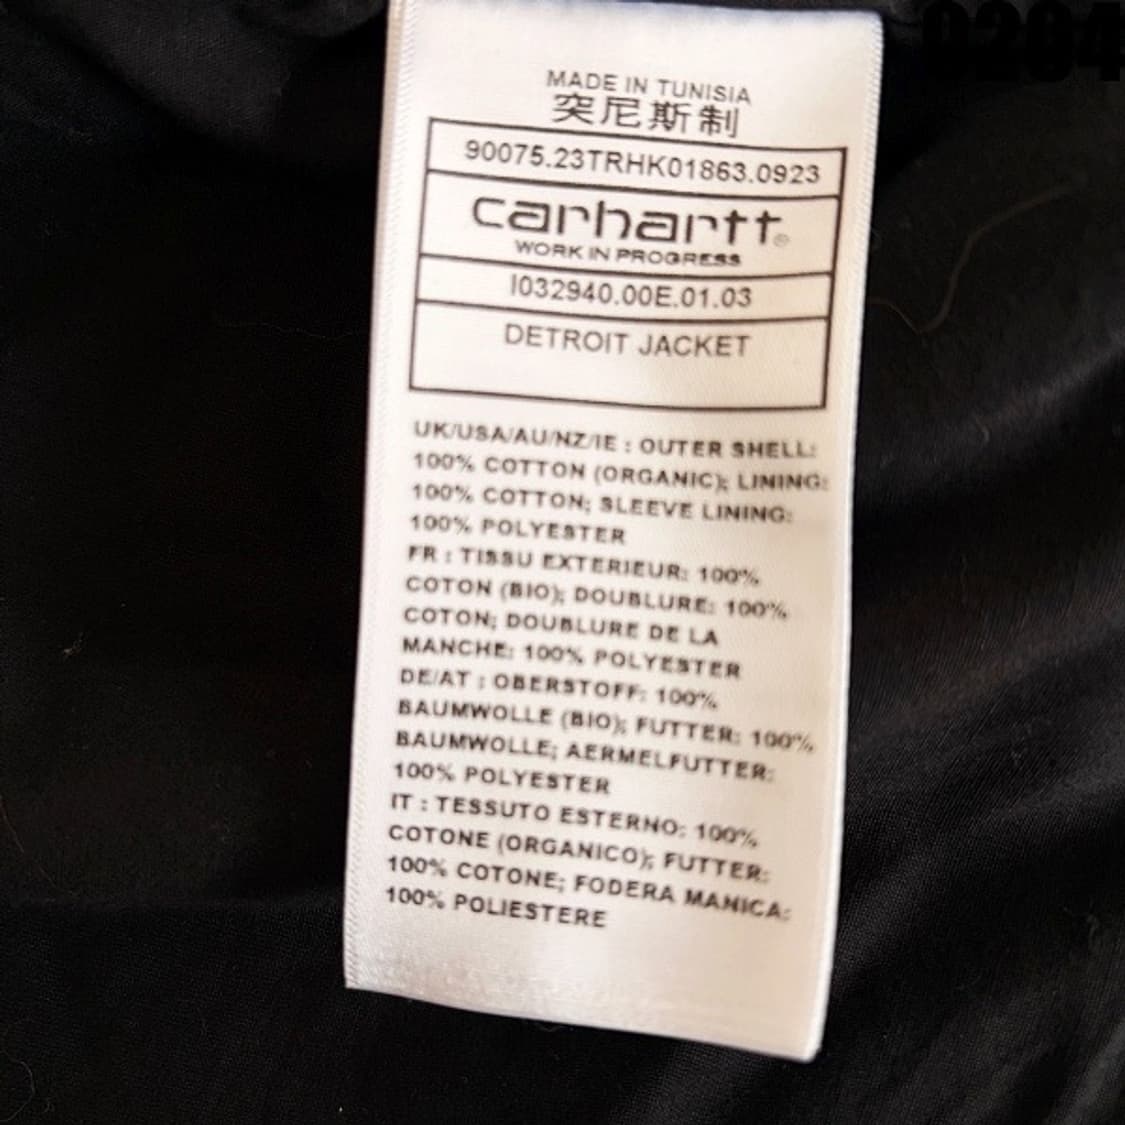 9204
MADE IN TUNISIA
突尼斯制
90075.23TRHK01863.0923
carhartt®
WORK IN PROGRESS
I032940.00E.01.03
DETROIT JACKET
UK/USA/AU/NZ/IE : OUTER SHELL:
100% COTTON (ORGANIC); LINING:
100% COTTON; SLEEVE LINING:
100% POLYESTER
FR : TISSU EXTERIEUR: 100%
COTON (BIO); DOUBLURE: 100%
COTON; DOUBLURE DE LA
MANCHE: 100% POLYESTER
DE/AT : OBERSTOFF: 100%
BAUMWOLLE (BIO); FUTTER: 100%
BAUMWOLLE; AERMELFUTTER:
100% POLYESTER
IT : TESSUTO ESTERNO: 100%
COTONE (ORGANICO); FUTTER:
100% COTONE; FODERA MANICA:
100% POLIESTERE